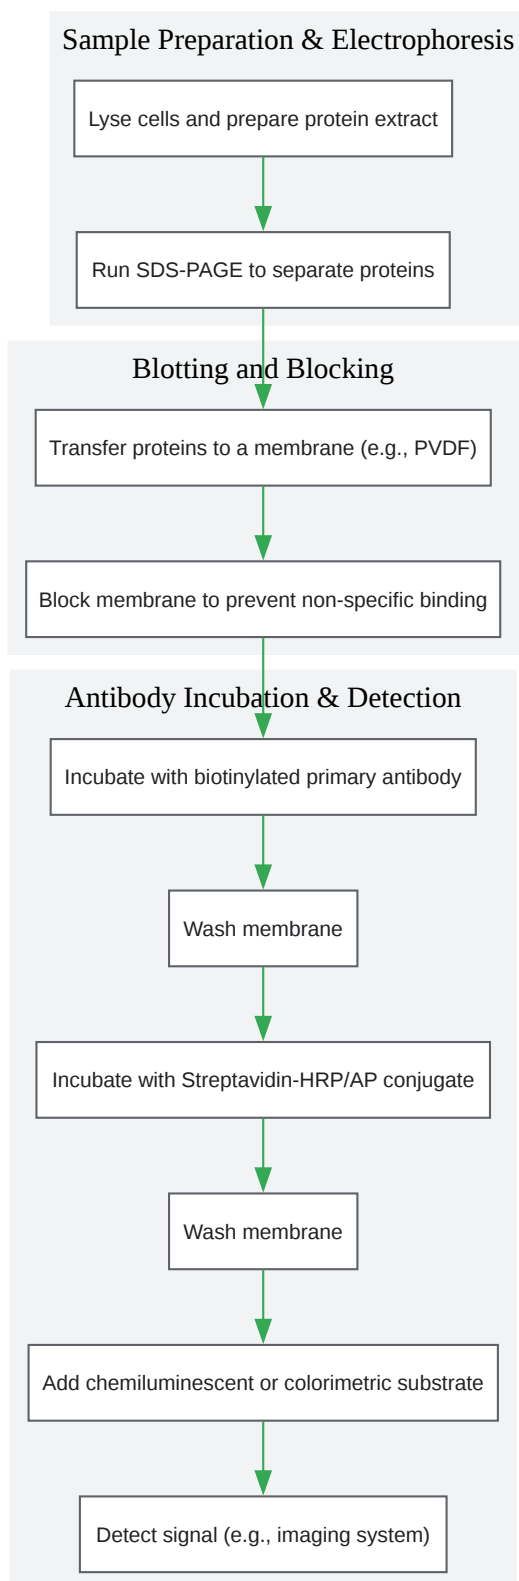 Sample Preparation & Electrophoresis
Lyse cells and prepare protein extract
Run SDS-PAGE to separate proteins
Blotting and Blocking
Transfer proteins to a membrane (e.g., PVDF)
Block membrane to prevent non-specific binding
Antibody Incubation & Detection
Incubate with biotinylated primary antibody
Wash membrane
Incubate with Streptavidin-HRP/AP conjugate
Wash membrane
Add chemiluminescent or colorimetric substrate
Detect signal (e.g., imaging system)